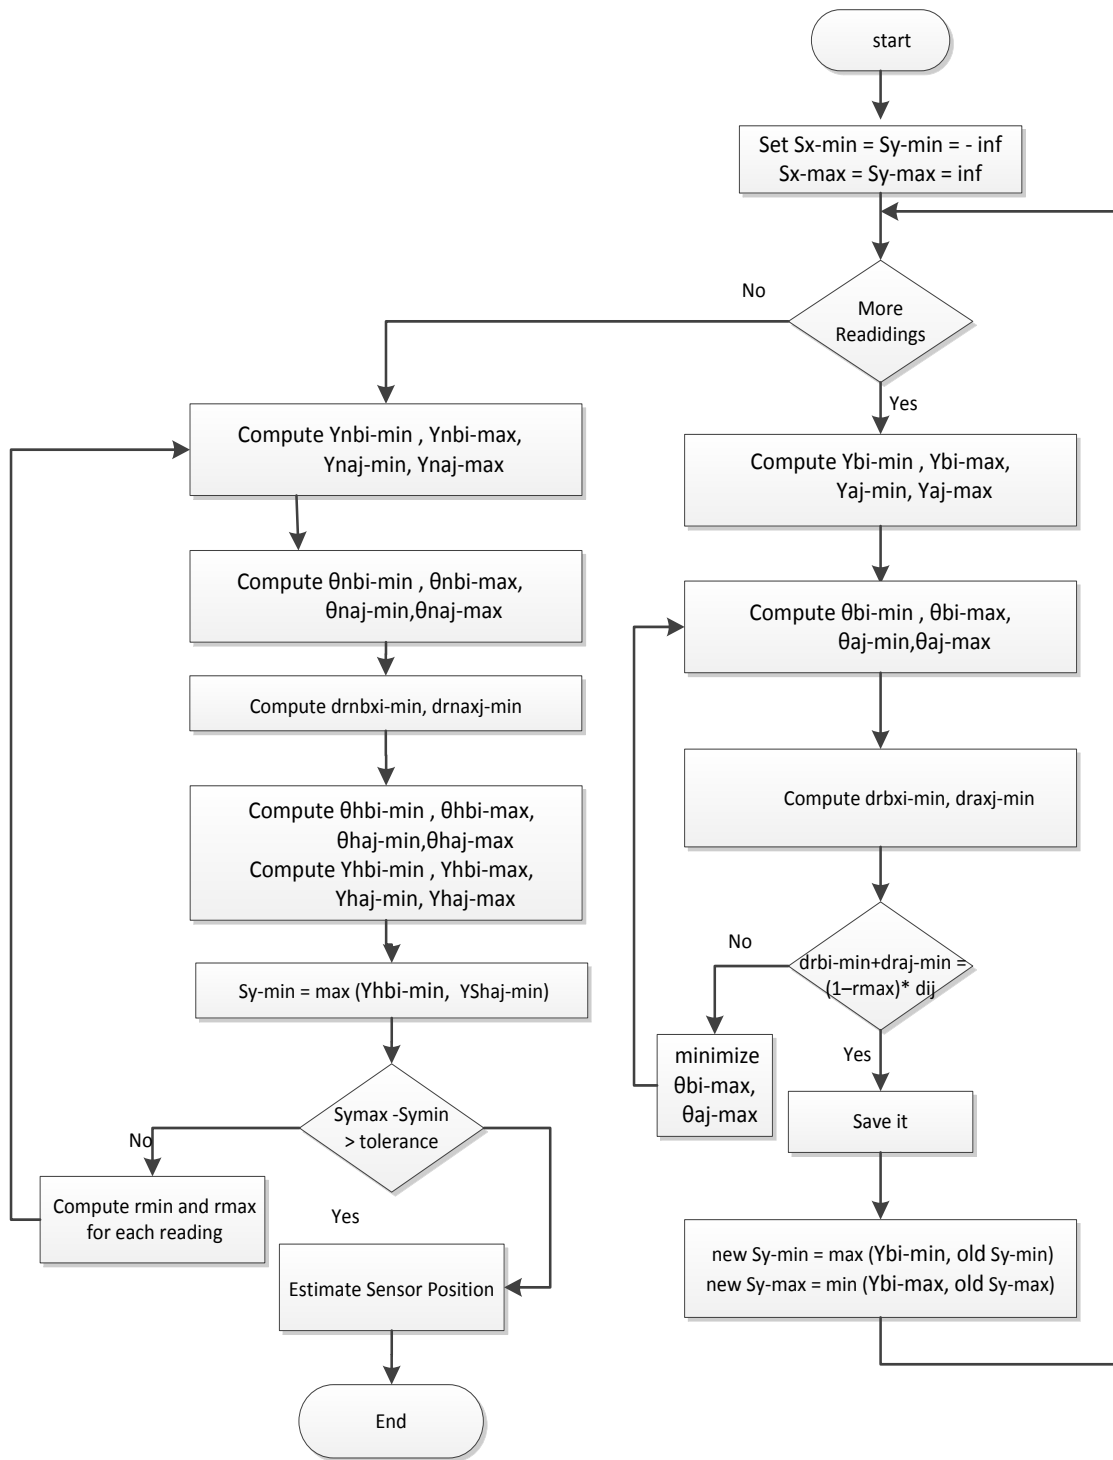 start
Set Sx-min = Sy-min = - inf
Sx-max = Sy-max = inf
More
Readidings
No
Yes
Compute Ybi-min , Ybi-max,
Yaj-min, Yaj-max
Compute θbi-min , θbi-max,
θaj-min,θaj-max
Compute drbxi-min, draxj-min
drbi-min+draj-min =
(1–rmax)* dij
No
minimize
θbi-max,
θaj-max
Yes
Save it
new Sy-min = max (Ybi-min, old Sy-min)
new Sy-max = min (Ybi-max, old Sy-max)
Compute Ynbi-min , Ynbi-max,
Ynaj-min, Ynaj-max
Compute θnbi-min , θnbi-max,
θnaj-min,θnaj-max
Compute drnbxi-min, drnaxj-min
Compute θhbi-min , θhbi-max,
θhaj-min,θhaj-max
Compute Yhbi-min , Yhbi-max,
Yhaj-min, Yhaj-max
Sy-min = max (Yhbi-min, YShaj-min)
Symax -Symin
> tolerance
No
Compute rmin and rmax
for each reading
Yes
Estimate Sensor Position
End